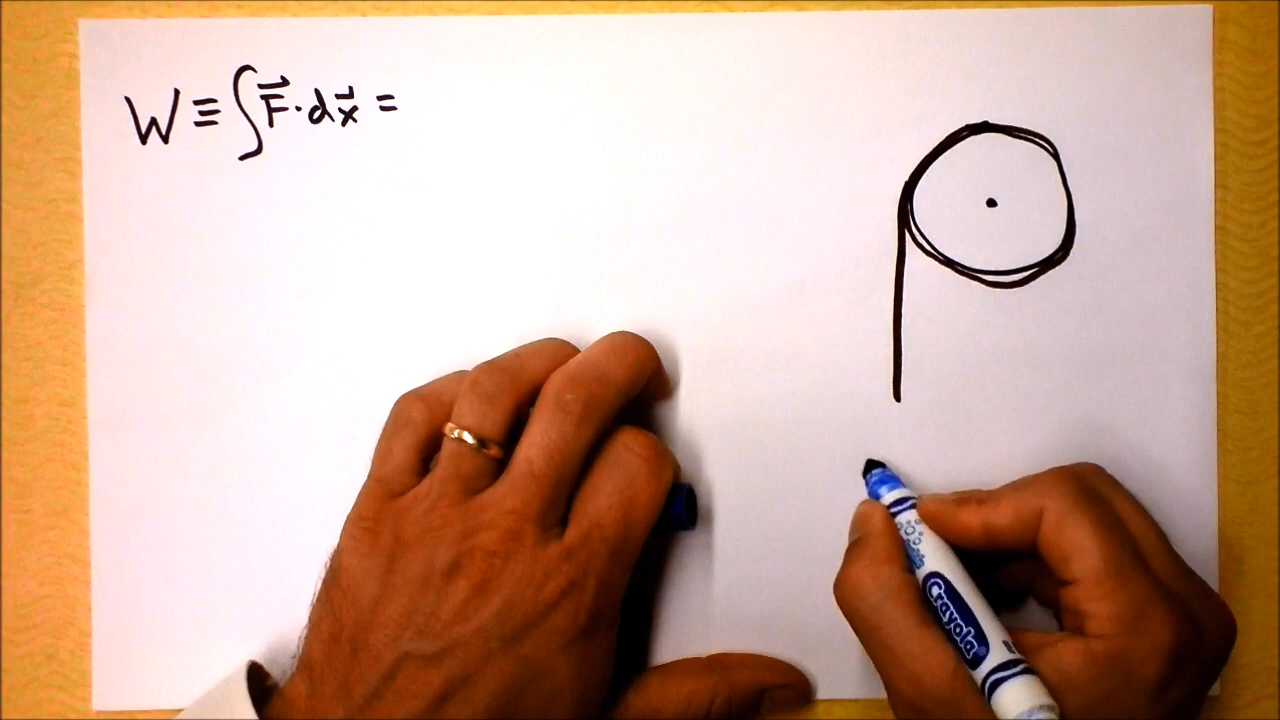 W ≡ ∫F⃗·dx⃗ =
Crayola